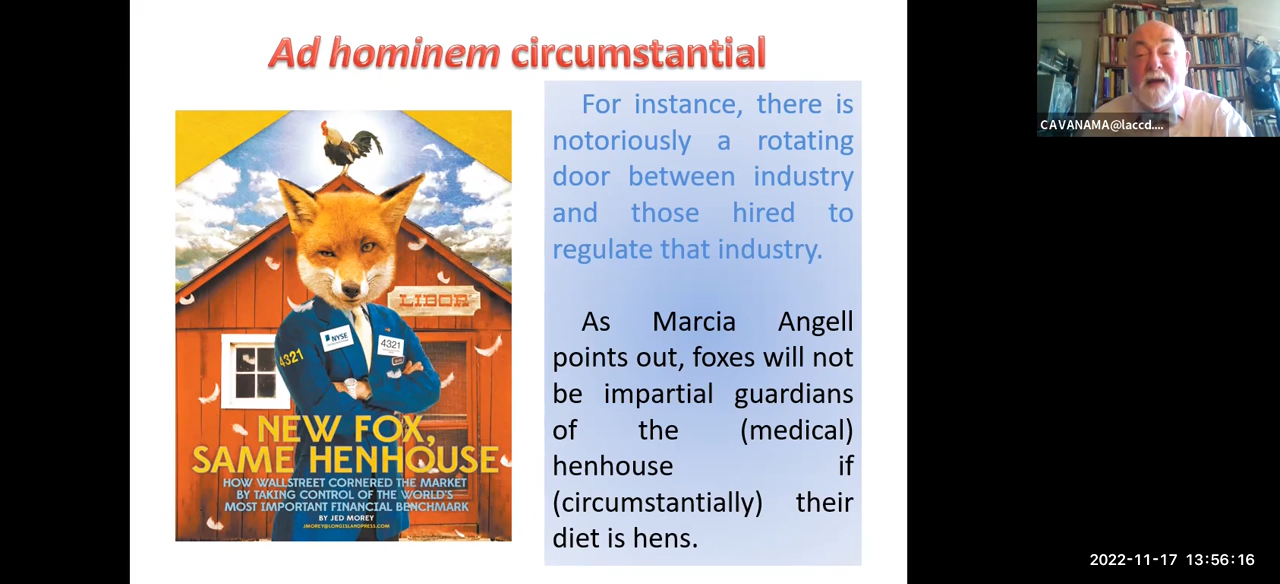 Ad hominem circumstantial
For instance, there is
notoriously a rotating
door between industry
and those hired to
regulate that industry.
As Marcia Angell
points out, foxes will not
be impartial guardians
of the (medical)
henhouse if
(circumstantially) their
diet is hens.
LIBOR
NYSE
4321
4321
NEW FOX,
SAME HENHOUSE
HOW WALLSTREET CORNERED THE MARKET
BY TAKING CONTROL OF THE WORLD'S
MOST IMPORTANT FINANCIAL BENCHMARK
BY JED MOREY
JMOREY@LONGISLANDPRESS.COM
CAVANAMA@laccd....
2022-11-17 13:56:16